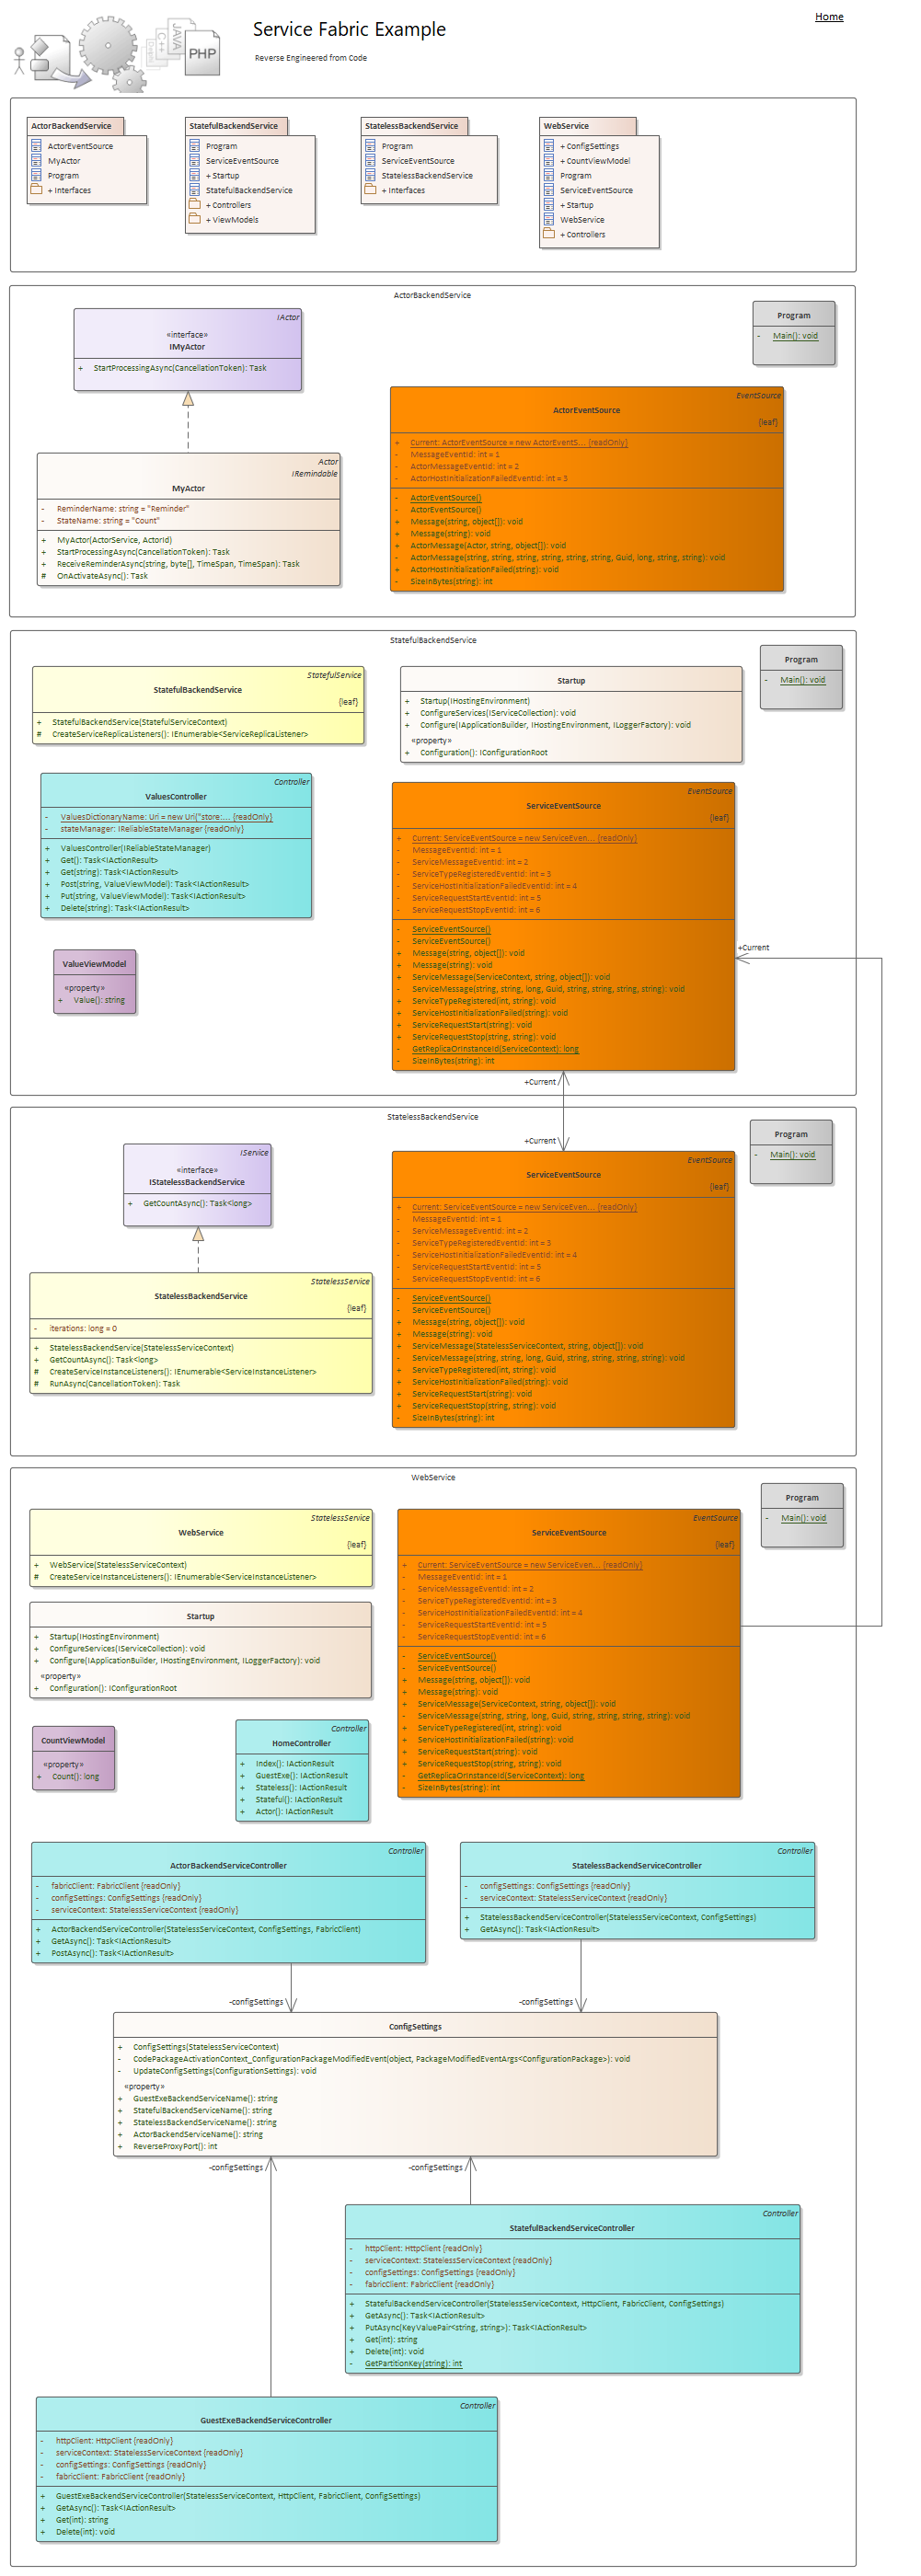 Service Fabric Example
Home
Reverse Engineered from Code
JAVA
C++
PHP
ActorBackendService
ActorEventSource
MyActor
Program
+ Interfaces
StatefulBackendService
Program
ServiceEventSource
+ Startup
StatefulBackendService
+ Controllers
+ ViewModels
StatelessBackendService
Program
ServiceEventSource
StatelessBackendService
+ Interfaces
WebService
+ ConfigSettings
+ CountViewModel
Program
ServiceEventSource
+ Startup
WebService
+ Controllers
ActorBackendService
IActor
«interface»
IMyActor
+ StartProcessingAsync(CancellationToken): Task
Program
- Main(): void
EventSource
ActorEventSource
{leaf}
+ Current: ActorEventSource = new ActorEventS... {readOnly}
- MessageEventId: int = 1
- ActorMessageEventId: int = 2
- ActorHostInitializationFailedEventId: int = 3
- ActorEventSource()
- ActorEventSource()
+ Message(string, object[]): void
+ Message(string): void
+ ActorMessage(Actor, string, object[]): void
- ActorMessage(string, string, string, string, string, string, Guid, long, string, string): void
+ ActorHostInitializationFailed(string): void
- SizeInBytes(string): int
Actor
IRemindable
MyActor
- ReminderName: string = "Reminder"
- StateName: string = "Count"
+ MyActor(ActorService, ActorId)
+ StartProcessingAsync(CancellationToken): Task
+ ReceiveReminderAsync(string, byte[], TimeSpan, TimeSpan): Task
# OnActivateAsync(): Task
StatefulBackendService
StatefulService
StatefulBackendService
{leaf}
+ StatefulBackendService(StatefulServiceContext)
# CreateServiceReplicaListeners(): IEnumerable<ServiceReplicaListener>
Startup
+ Startup(IHostingEnvironment)
+ ConfigureServices(IServiceCollection): void
+ Configure(IApplicationBuilder, IHostingEnvironment, ILoggerFactory): void
«property»
+ Configuration(): IConfigurationRoot
Program
- Main(): void
Controller
ValuesController
- ValuesDictionaryName: Uri = new Uri("store:... {readOnly}
- stateManager: IReliableStateManager {readOnly}
+ ValuesController(IReliableStateManager)
+ Get(): Task<IActionResult>
+ Get(string): Task<IActionResult>
+ Post(string, ValueViewModel): Task<IActionResult>
+ Put(string, ValueViewModel): Task<IActionResult>
+ Delete(string): Task<IActionResult>
ValueViewModel
«property»
+ Value(): string
EventSource
ServiceEventSource
{leaf}
+ Current: ServiceEventSource = new ServiceEven... {readOnly}
- MessageEventId: int = 1
- ServiceMessageEventId: int = 2
- ServiceTypeRegisteredEventId: int = 3
- ServiceHostInitializationFailedEventId: int = 4
- ServiceRequestStartEventId: int = 5
- ServiceRequestStopEventId: int = 6
- ServiceEventSource()
- ServiceEventSource()
+ Message(string, object[]): void
+ Message(string): void
+ ServiceMessage(ServiceContext, string, object[]): void
- ServiceMessage(string, string, long, Guid, string, string, string, string): void
+ ServiceTypeRegistered(int, string): void
+ ServiceHostInitializationFailed(string): void
+ ServiceRequestStart(string): void
+ ServiceRequestStop(string, string): void
- GetReplicaOrInstanceId(ServiceContext): long
- SizeInBytes(string): int
+Current
+Current
StatelessBackendService
+Current
IService
«interface»
IStatelessBackendService
+ GetCountAsync(): Task<long>
Program
- Main(): void
EventSource
ServiceEventSource
{leaf}
+ Current: ServiceEventSource = new ServiceEven... {readOnly}
- MessageEventId: int = 1
- ServiceMessageEventId: int = 2
- ServiceTypeRegisteredEventId: int = 3
- ServiceHostInitializationFailedEventId: int = 4
- ServiceRequestStartEventId: int = 5
- ServiceRequestStopEventId: int = 6
- ServiceEventSource()
- ServiceEventSource()
+ Message(string, object[]): void
+ Message(string): void
+ ServiceMessage(StatelessServiceContext, string, object[]): void
- ServiceMessage(string, string, long, Guid, string, string, string, string): void
+ ServiceTypeRegistered(int, string): void
+ ServiceHostInitializationFailed(string): void
+ ServiceRequestStart(string): void
+ ServiceRequestStop(string, string): void
- SizeInBytes(string): int
StatelessService
StatelessBackendService
{leaf}
- iterations: long = 0
+ StatelessBackendService(StatelessServiceContext)
+ GetCountAsync(): Task<long>
# CreateServiceInstanceListeners(): IEnumerable<ServiceInstanceListener>
# RunAsync(CancellationToken): Task
WebService
StatelessService
WebService
{leaf}
+ WebService(StatelessServiceContext)
# CreateServiceInstanceListeners(): IEnumerable<ServiceInstanceListener>
EventSource
ServiceEventSource
{leaf}
+ Current: ServiceEventSource = new ServiceEven... {readOnly}
- MessageEventId: int = 1
- ServiceMessageEventId: int = 2
- ServiceTypeRegisteredEventId: int = 3
- ServiceHostInitializationFailedEventId: int = 4
- ServiceRequestStartEventId: int = 5
- ServiceRequestStopEventId: int = 6
- ServiceEventSource()
- ServiceEventSource()
+ Message(string, object[]): void
+ Message(string): void
+ ServiceMessage(ServiceContext, string, object[]): void
- ServiceMessage(string, string, long, Guid, string, string, string, string): void
+ ServiceTypeRegistered(int, string): void
+ ServiceHostInitializationFailed(string): void
+ ServiceRequestStart(string): void
+ ServiceRequestStop(string, string): void
- GetReplicaOrInstanceId(ServiceContext): long
- SizeInBytes(string): int
Program
- Main(): void
Startup
+ Startup(IHostingEnvironment)
+ ConfigureServices(IServiceCollection): void
+ Configure(IApplicationBuilder, IHostingEnvironment, ILoggerFactory): void
«property»
+ Configuration(): IConfigurationRoot
CountViewModel
«property»
+ Count(): long
Controller
HomeController
+ Index(): IActionResult
+ GuestExe(): IActionResult
+ Stateless(): IActionResult
+ Stateful(): IActionResult
+ Actor(): IActionResult
Controller
ActorBackendServiceController
- fabricClient: FabricClient {readOnly}
- configSettings: ConfigSettings {readOnly}
- serviceContext: StatelessServiceContext {readOnly}
+ ActorBackendServiceController(StatelessServiceContext, ConfigSettings, FabricClient)
+ GetAsync(): Task<IActionResult>
+ PostAsync(): Task<IActionResult>
Controller
StatelessBackendServiceController
- configSettings: ConfigSettings {readOnly}
- serviceContext: StatelessServiceContext {readOnly}
+ StatelessBackendServiceController(StatelessServiceContext, ConfigSettings)
+ GetAsync(): Task<IActionResult>
-configSettings
-configSettings
ConfigSettings
+ ConfigSettings(StatelessServiceContext)
- CodePackageActivationContext_ConfigurationPackageModifiedEvent(object, PackageModifiedEventArgs<ConfigurationPackage>): void
- UpdateConfigSettings(ConfigurationSettings): void
«property»
+ GuestExeBackendServiceName(): string
+ StatefulBackendServiceName(): string
+ StatelessBackendServiceName(): string
+ ActorBackendServiceName(): string
+ ReverseProxyPort(): int
-configSettings
-configSettings
Controller
StatefulBackendServiceController
- httpClient: HttpClient {readOnly}
- serviceContext: StatelessServiceContext {readOnly}
- configSettings: ConfigSettings {readOnly}
- fabricClient: FabricClient {readOnly}
+ StatefulBackendServiceController(StatelessServiceContext, HttpClient, FabricClient, ConfigSettings)
+ GetAsync(): Task<IActionResult>
+ PutAsync(KeyValuePair<string, string>): Task<IActionResult>
+ Get(int): string
+ Delete(int): void
- GetPartitionKey(string): int
Controller
GuestExeBackendServiceController
- httpClient: HttpClient {readOnly}
- serviceContext: StatelessServiceContext {readOnly}
- configSettings: ConfigSettings {readOnly}
- fabricClient: FabricClient {readOnly}
+ GuestExeBackendServiceController(StatelessServiceContext, HttpClient, FabricClient, ConfigSettings)
+ GetAsync(): Task<IActionResult>
+ Get(int): string
+ Delete(int): void